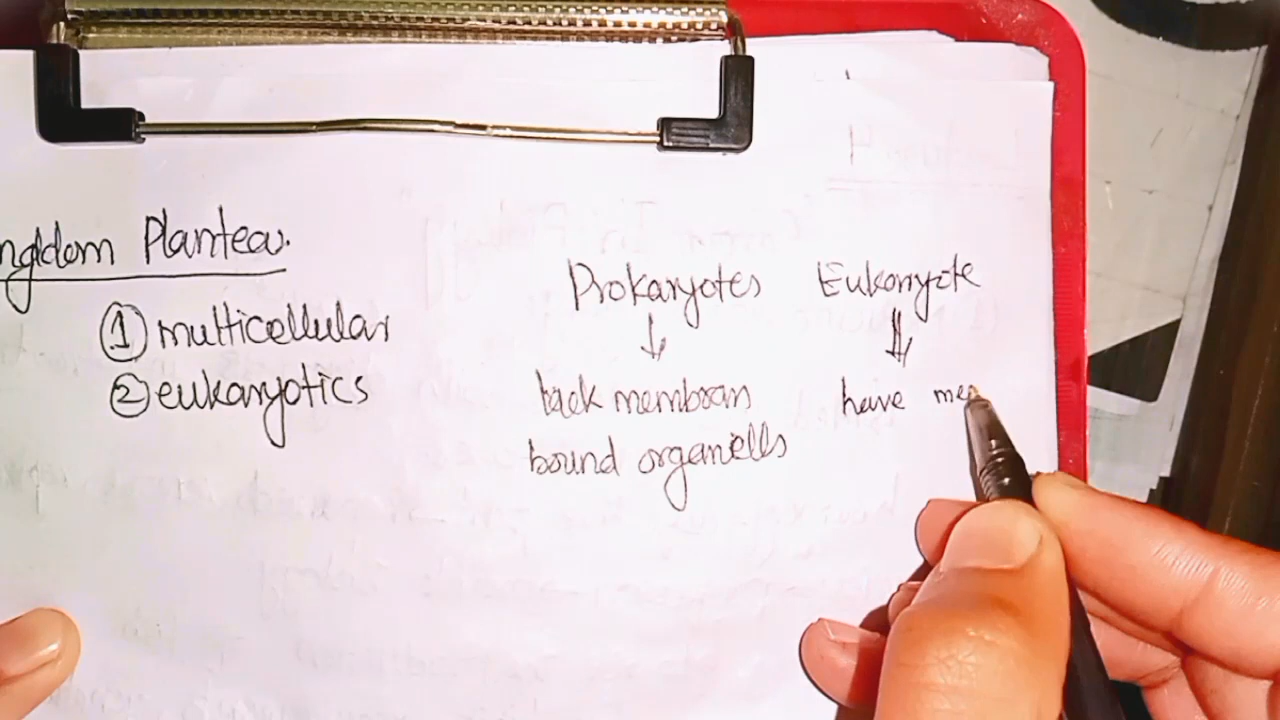 ngdom Plantea.
① multicellular
② eukaryotics
Prokaryotes
↓
lack membran
bound organells
Eukaryote
⇓
have me